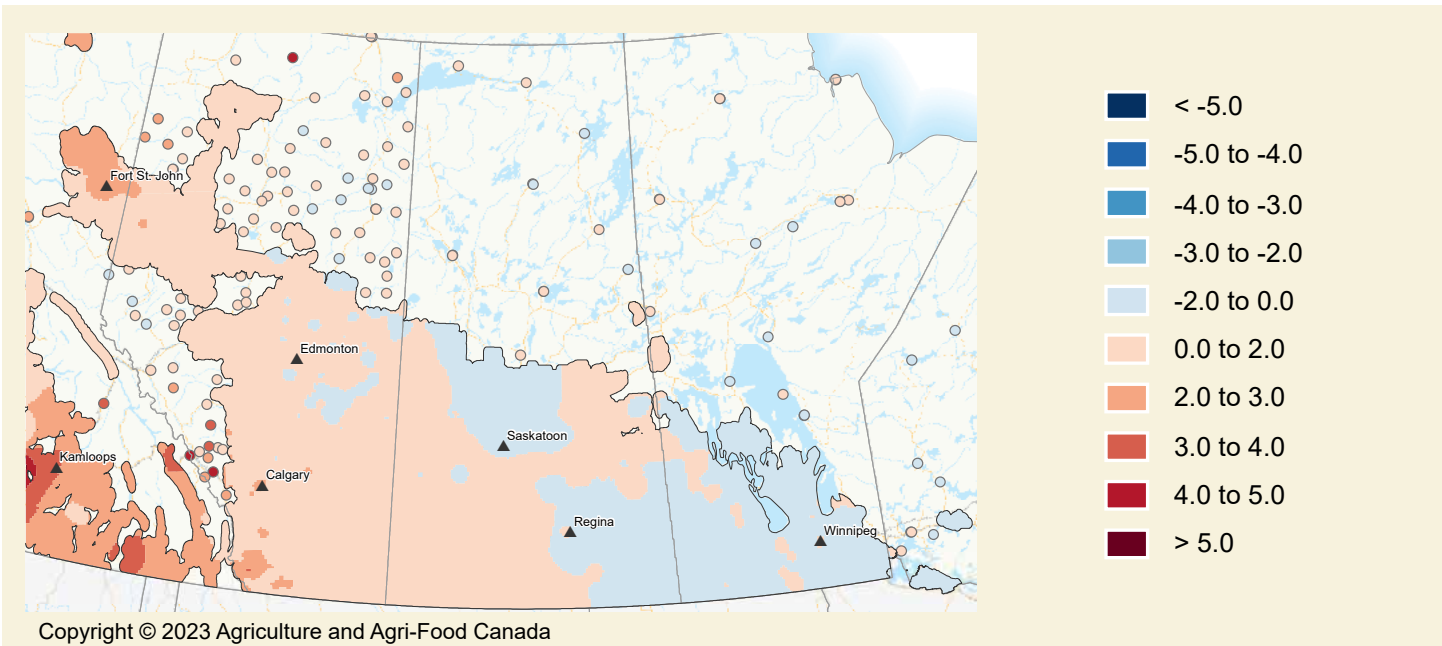 Fort St. John
Edmonton
Saskatoon
Kamloops
Calgary
Regina
Winnipeg
< -5.0
-5.0 to -4.0
-4.0 to -3.0
-3.0 to -2.0
-2.0 to 0.0
0.0 to 2.0
2.0 to 3.0
3.0 to 4.0
4.0 to 5.0
> 5.0
Copyright © 2023 Agriculture and Agri-Food Canada